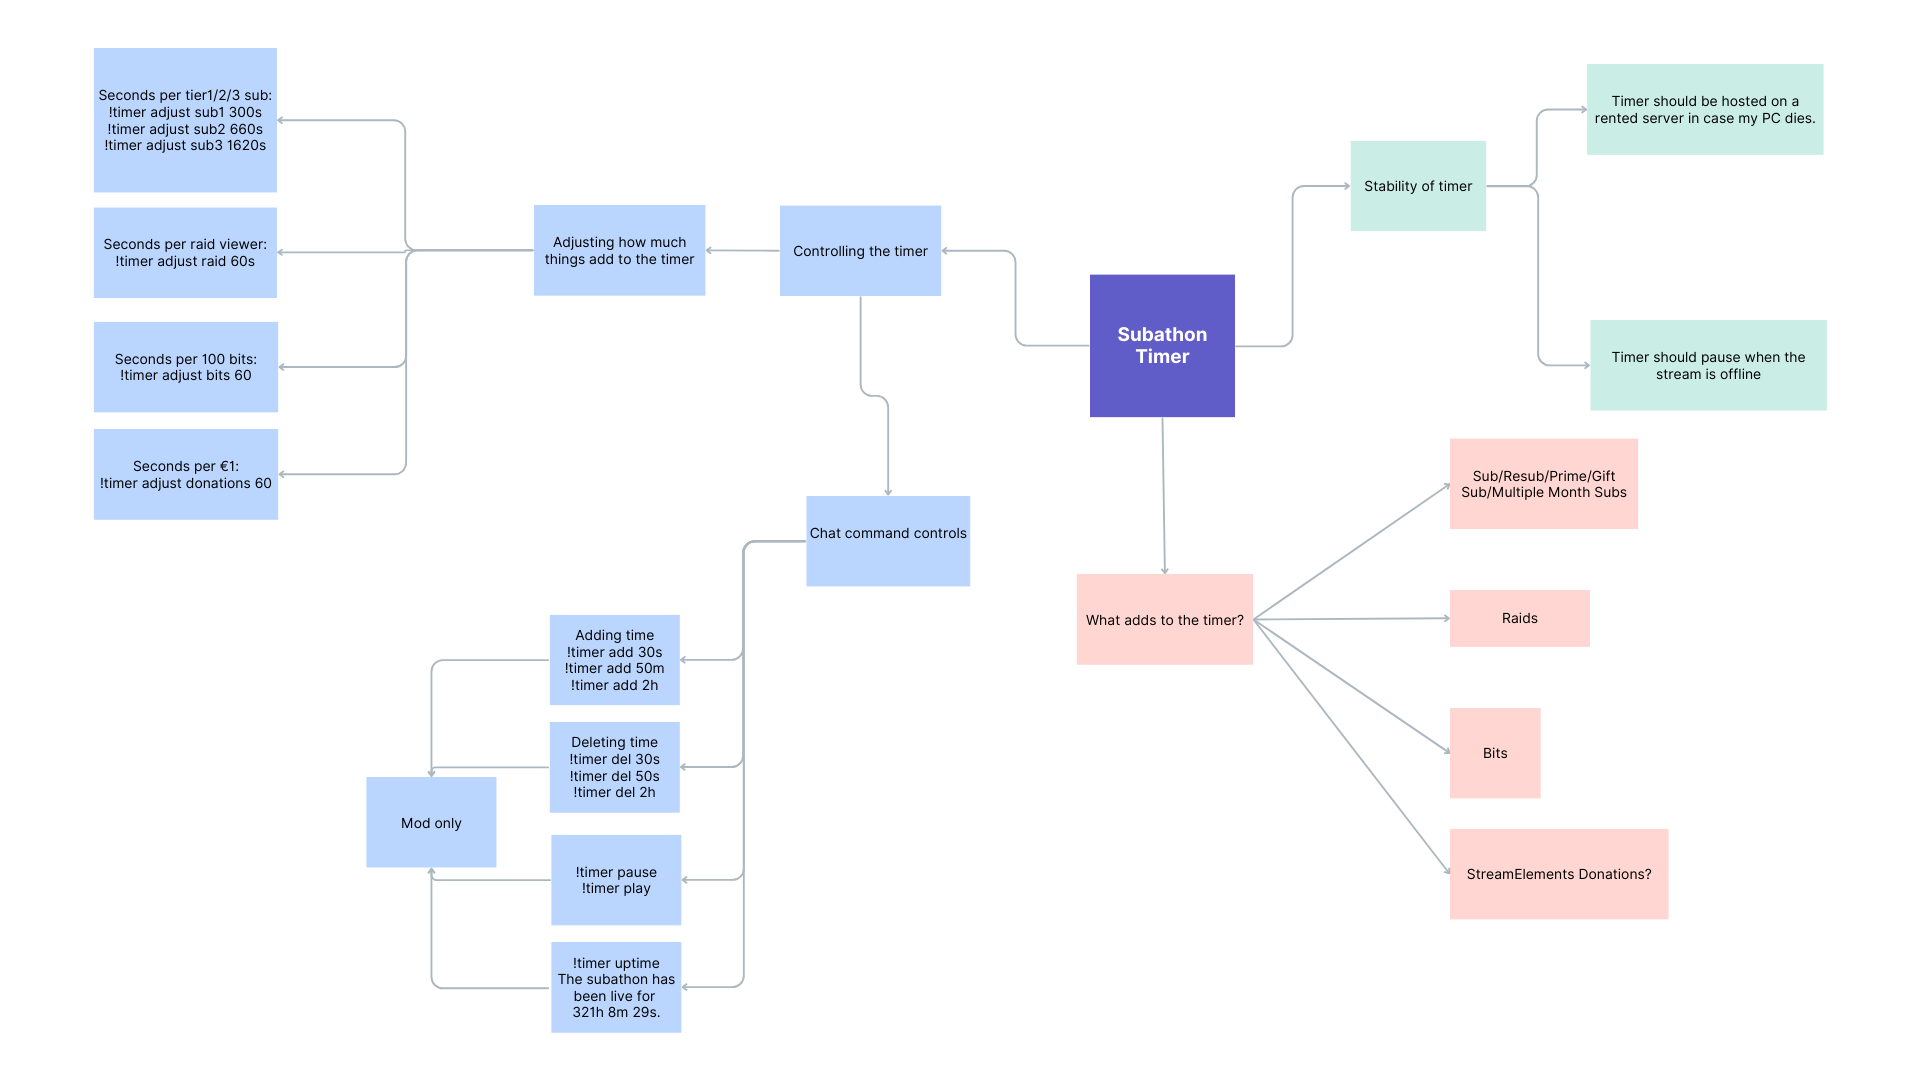 Seconds per tier1/2/3 sub:
!timer adjust sub1 300s
!timer adjust sub2 660s
!timer adjust sub3 1620s
Seconds per raid viewer:
!timer adjust raid 60s
Seconds per 100 bits:
!timer adjust bits 60
Seconds per €1:
!timer adjust donations 60
Adjusting how much
things add to the timer
Controlling the timer
Subathon
Timer
Stability of timer
Timer should be hosted on a
rented server in case my PC dies.
Timer should pause when the
stream is offline
Chat command controls
Adding time
!timer add 30s
!timer add 50m
!timer add 2h
Deleting time
!timer del 30s
!timer del 50s
!timer del 2h
Mod only
!timer pause
!timer play
!timer uptime
The subathon has
been live for
321h 8m 29s.
What adds to the timer?
Sub/Resub/Prime/Gift
Sub/Multiple Month Subs
Raids
Bits
StreamElements Donations?